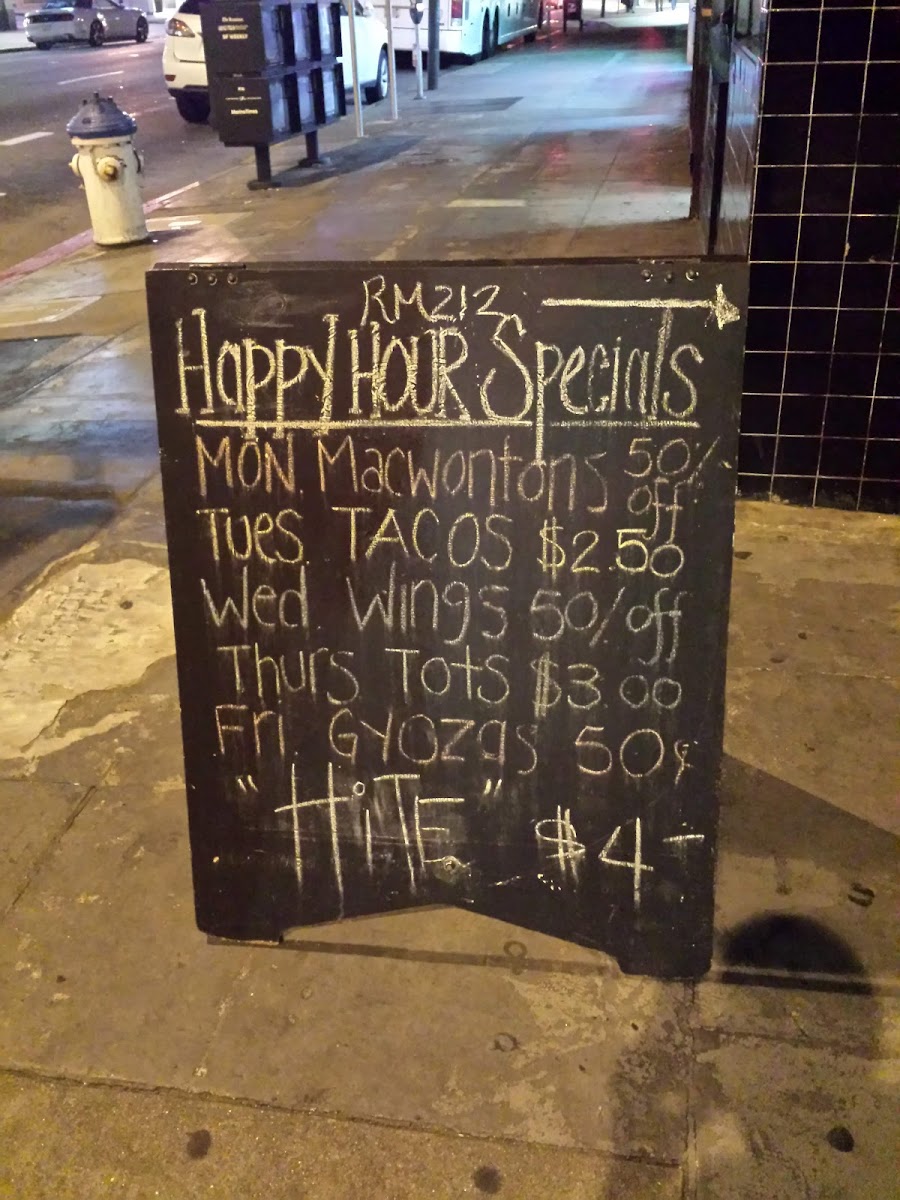 RM212
Happy HOUR Specials
MON. Macwontons 50% off
Tues. TACOS $2.50
Wed Wings 50% off
Thurs Tots $3.00
Fri. Gyozas 50¢
"HiTE" $4-